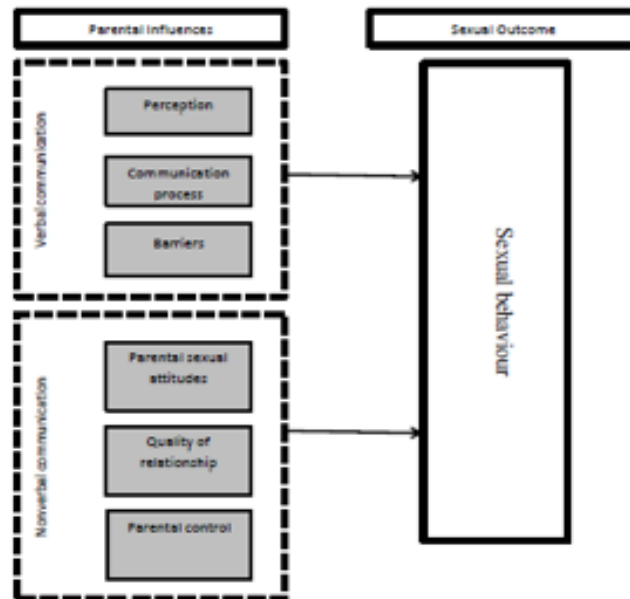 Parental Influences
Sexual Outcome
Verbal communication
Perception
Communication
process
Barriers
Nonverbal communication
Parental sexual
attitudes
Quality of
relationship
Parental control
Sexual behaviour